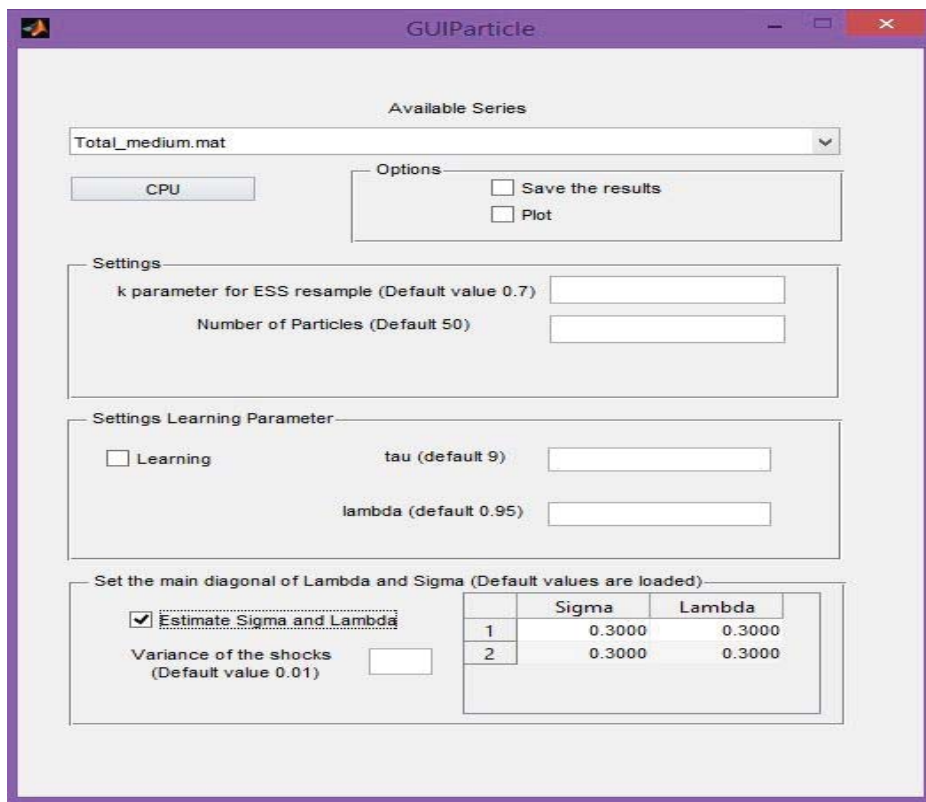 GUIParticle
Available Series
Total_medium.mat
CPU
Options
Save the results
Plot
Settings
k parameter for ESS resample (Default value 0.7)
Number of Particles (Default 50)
Settings Learning Parameter
Learning
tau (default 9)
lambda (default 0.95)
Set the main diagonal of Lambda and Sigma (Default values are loaded)
Estimate Sigma and Lambda
Variance of the shocks
(Default value 0.01)
Sigma Lambda
1 0.3000 0.3000
2 0.3000 0.3000